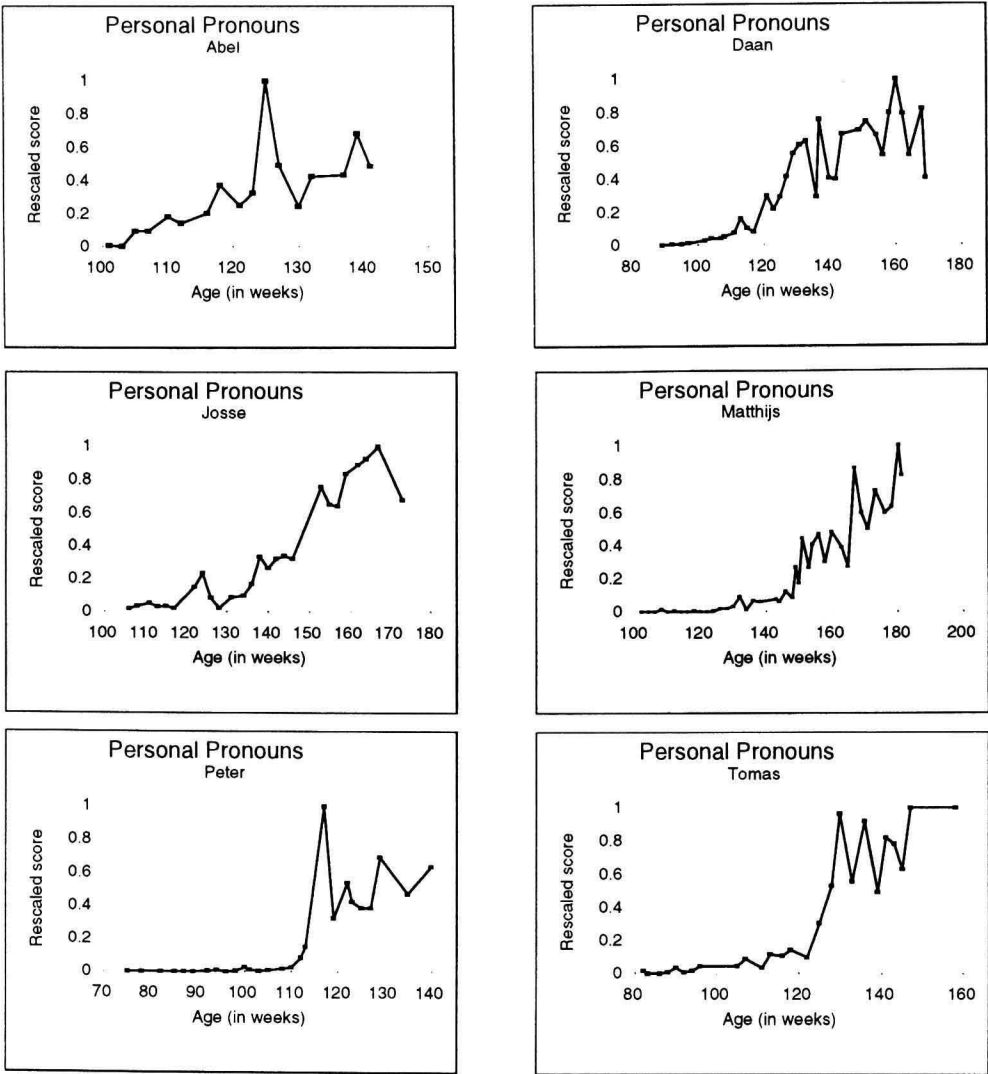 Personal Pronouns
Abel
Rescaled score
1
0.8
0.6
0.4
0.2
0
100 110 120 130 140 150
Age (in weeks)
Personal Pronouns
Daan
Rescaled score
1
0.8
0.6
0.4
0.2
0
80 100 120 140 160 180
Age (in weeks)
Personal Pronouns
Josse
Rescaled score
1
0.8
0.6
0.4
0.2
0
100 110 120 130 140 150 160 170 180
Age (in weeks)
Personal Pronouns
Matthijs
Rescaled score
1
0.8
0.6
0.4
0.2
0
100 120 140 160 180 200
Age (in weeks)
Personal Pronouns
Peter
Rescaled score
1
0.8
0.6
0.4
0.2
0
70 80 90 100 110 120 130 140
Age (in weeks)
Personal Pronouns
Tomas
Rescaled score
1
0.8
0.6
0.4
0.2
0
80 100 120 140 160
Age (in weeks)